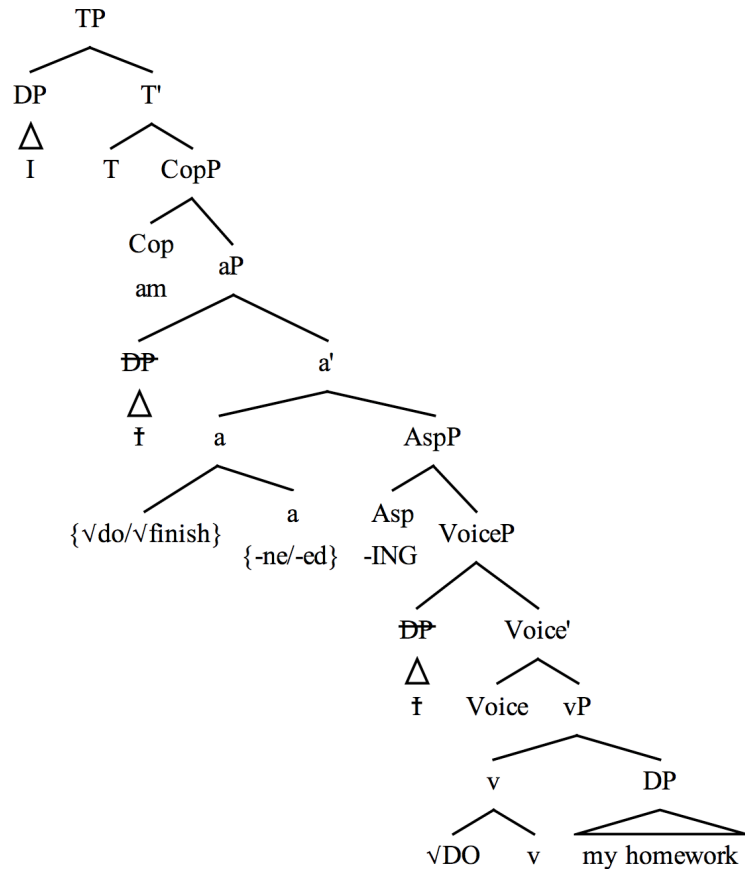 TP
DP T'
I T CopP
Cop aP
am
DP a'
I a AspP
{√do/√finish} a Asp VoiceP
{-ne/-ed} -ING
DP Voice'
I Voice vP
v DP
√DO v my homework